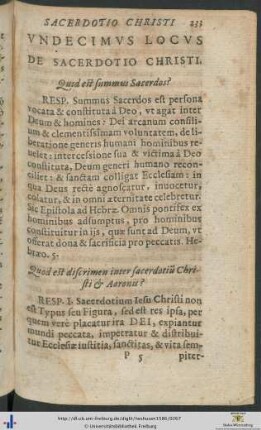 SACERDOTIO CHRISTI 233
VNDECIMVS LOCVS
DE SACERDOTIO CHRISTI.
Quid est summus Sacerdos?
RESP. Summus Sacerdos est persona
vocata & constituta à Deo, vt agat inter
Deum & homines: Dei arcanum consili-
um & clementissimam voluntatem, de li-
beratione generis humani hominibus re-
uelet: intercessione sua & victima à Deo
constituta, Deum generi humano recon-
ciliet: & sanctam colligat Ecclesiam: in
qua Deus rectè agnoscatur, inuocetur,
colatur, & in omni æternitate celebretur.
Sic Epistola ad Hebræ. Omnis pontifex ex
hominibus adsumptus, pro hominibus
constituitur in ijs, quæ sunt ad Deum, vt
offerat dona & sacrificia pro peccatis. He-
bræo. 5.
Quod est discrimen inter sacerdotiũ Chri-
sti & Aaronis?
RESP. I. Sacerdotium Iesu Christi non
est Typus seu Figura, sed est res ipsa, per
quem verè placatur ira DEI, expiantur
mundi peccata, impetratur & distribui-
tur Ecclesiæ iustitia, sanctitas, & vita sem-
P 5 piter-
© Universitätsbibliothek Freiburg